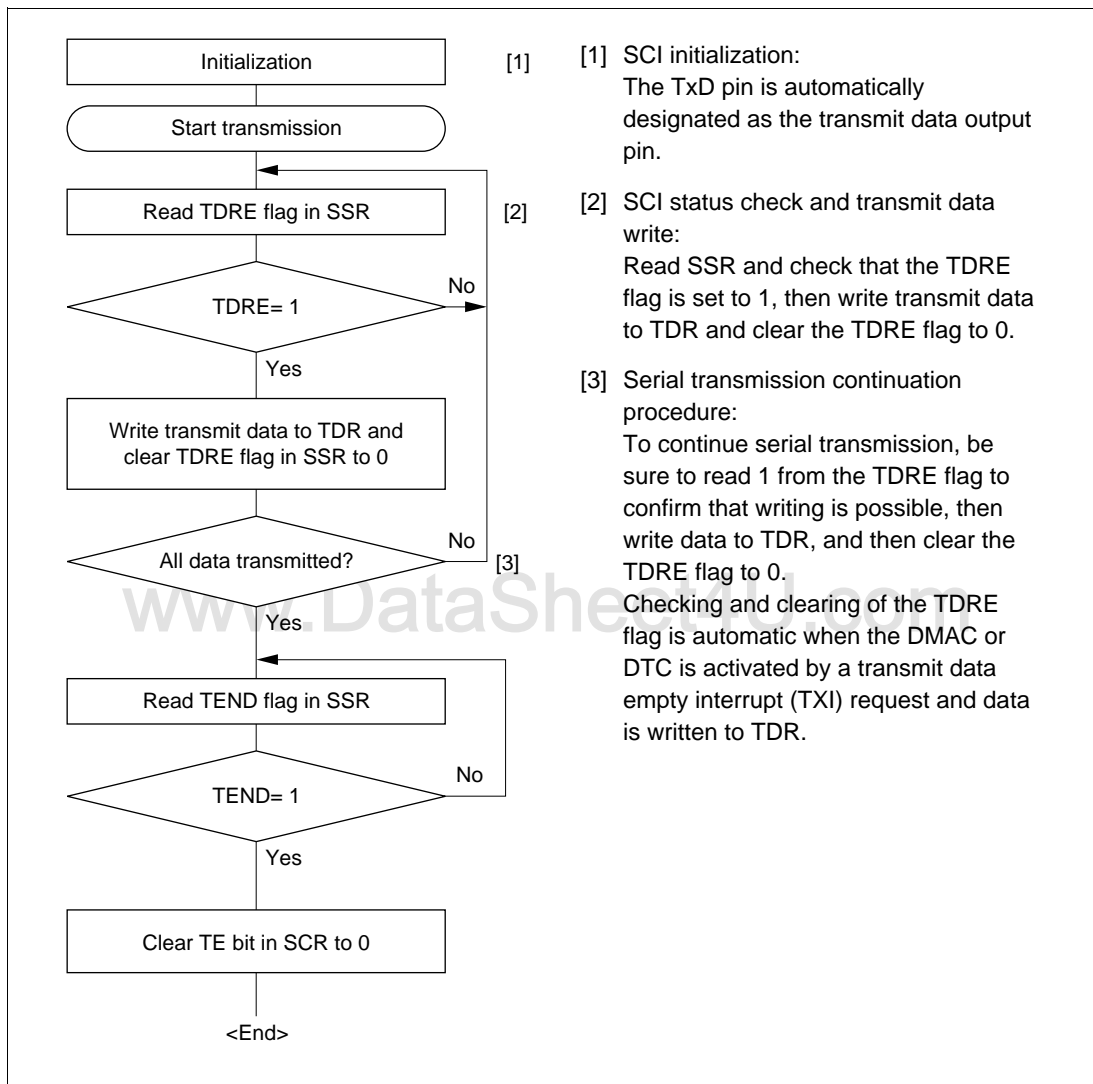 Initialization
[1]
Start transmission
Read TDRE flag in SSR
[2]
TDRE= 1
No
Yes
Write transmit data to TDR and
clear TDRE flag in SSR to 0
All data transmitted?
No
[3]
Yes
Read TEND flag in SSR
TEND= 1
No
Yes
Clear TE bit in SCR to 0
<End>
[1] SCI initialization:
The TxD pin is automatically
designated as the transmit data output
pin.
[2] SCI status check and transmit data
write:
Read SSR and check that the TDRE
flag is set to 1, then write transmit data
to TDR and clear the TDRE flag to 0.
[3] Serial transmission continuation
procedure:
To continue serial transmission, be
sure to read 1 from the TDRE flag to
confirm that writing is possible, then
write data to TDR, and then clear the
TDRE flag to 0.
Checking and clearing of the TDRE
flag is automatic when the DMAC or
DTC is activated by a transmit data
empty interrupt (TXI) request and data
is written to TDR.
www.DataSheet4U.com